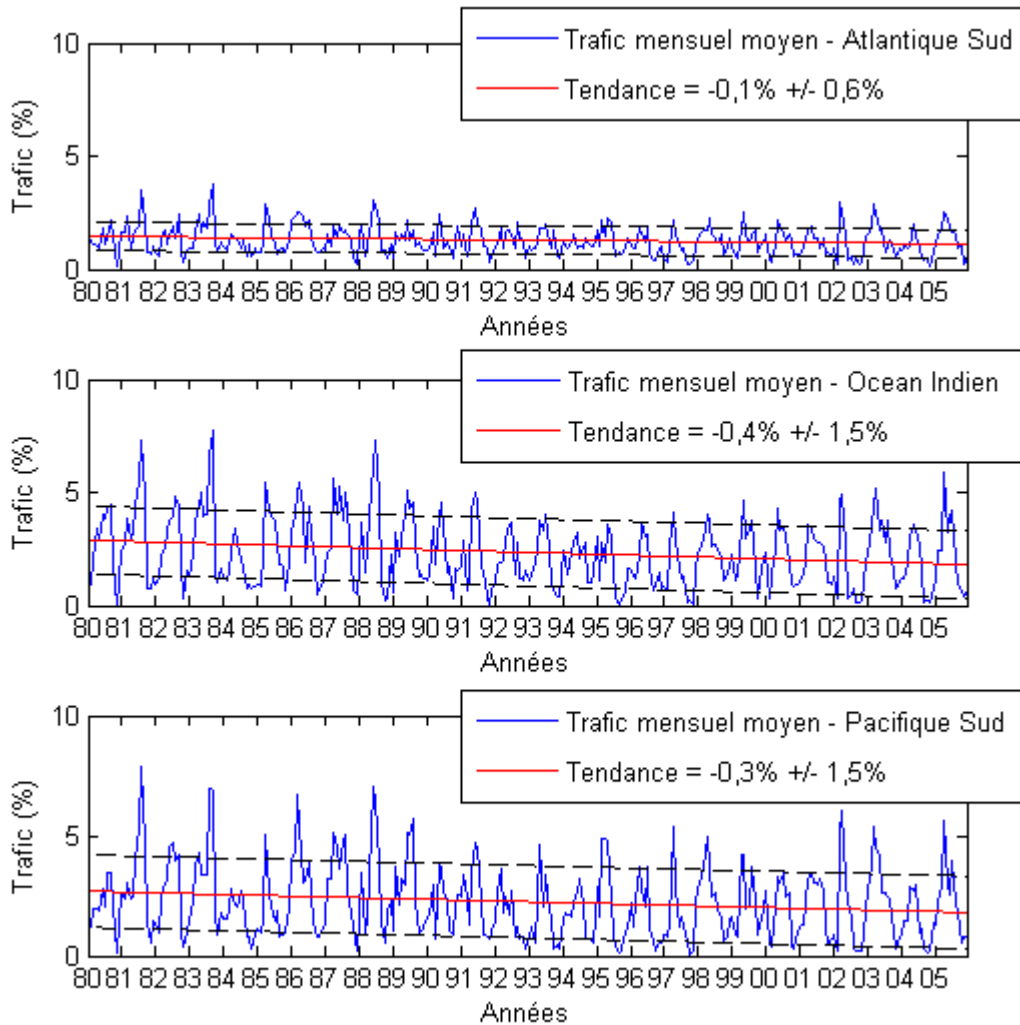 10
Trafic mensuel moyen - Atlantique Sud
Tendance = -0,1% +/- 0,6%
5
Trafic (%)
0
80 81 82 83 84 85 86 87 88 89 90 91 92 93 94 95 96 97 98 99 00 01 02 03 04 05
Années
10
Trafic mensuel moyen - Ocean Indien
Tendance = -0,4% +/- 1,5%
5
Trafic (%)
0
80 81 82 83 84 85 86 87 88 89 90 91 92 93 94 95 96 97 98 99 00 01 02 03 04 05
Années
10
Trafic mensuel moyen - Pacifique Sud
Tendance = -0,3% +/- 1,5%
5
Trafic (%)
0
80 81 82 83 84 85 86 87 88 89 90 91 92 93 94 95 96 97 98 99 00 01 02 03 04 05
Années